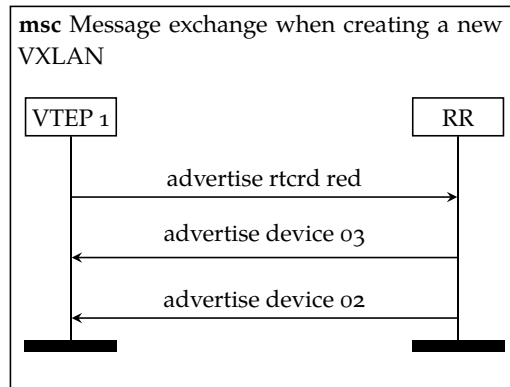 msc Message exchange when creating a new
VXLAN
VTEP 1
RR
advertise rtcrd red
advertise device 03
advertise device 02